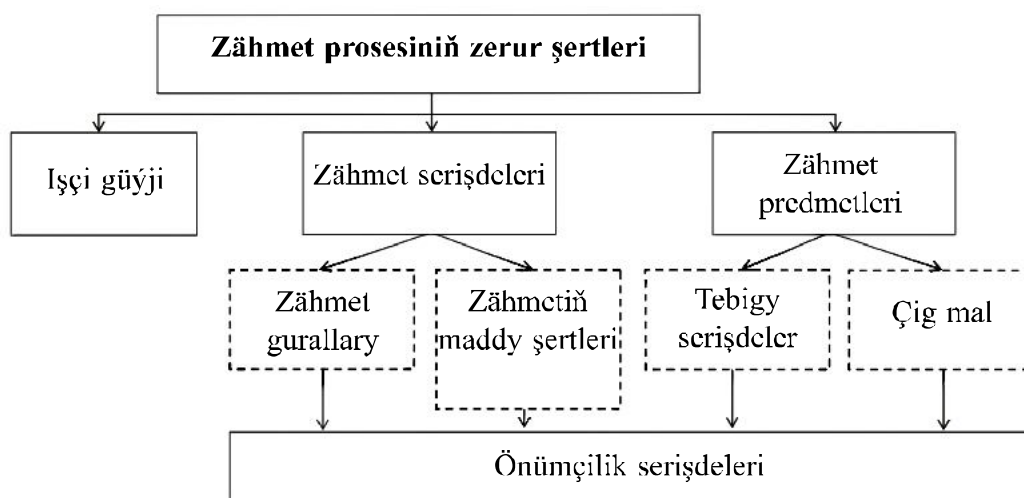 Zähmet prosesiniň zerur şertleri
Işçi güýji
Zähmet serişdeleri
Zähmet
predmetleri
Zähmet
gurallary
Zähmetiň
maddy şertleri
Tebigy
serişdeler
Çig mal
Önümçilik serişdeleri